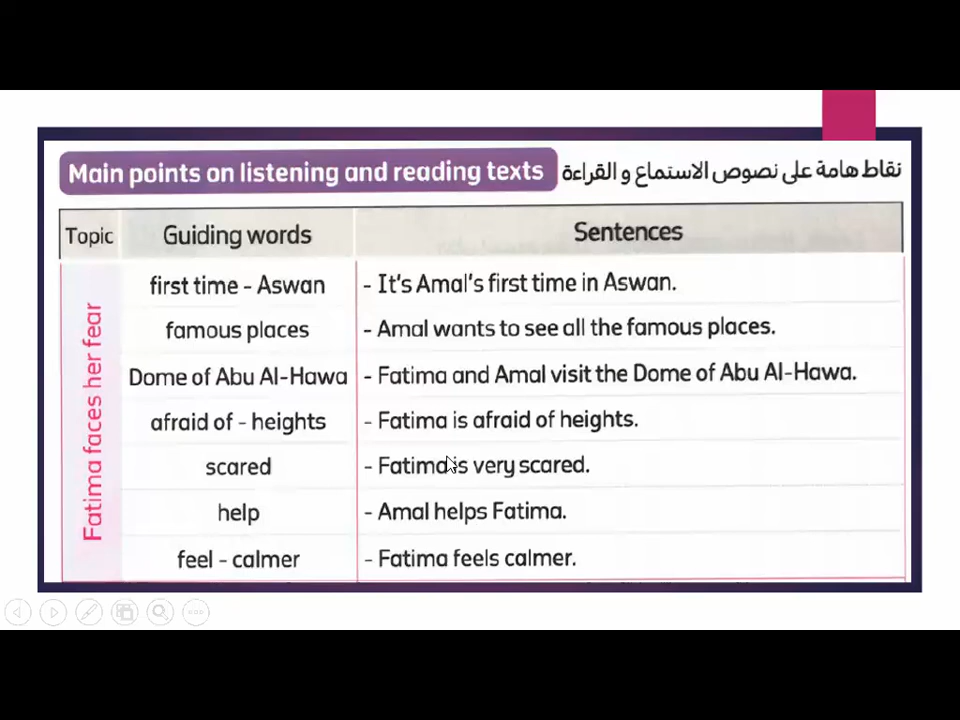 Main points on listening and reading texts نقاط هامة على نصوص الاستماع و القراءة
Topic Guiding words Sentences
Fatima faces her fear
first time - Aswan - It's Amal's first time in Aswan.
famous places - Amal wants to see all the famous places.
Dome of Abu Al-Hawa - Fatima and Amal visit the Dome of Abu Al-Hawa.
afraid of - heights - Fatima is afraid of heights.
scared - Fatima is very scared.
help - Amal helps Fatima.
feel - calmer - Fatima feels calmer.